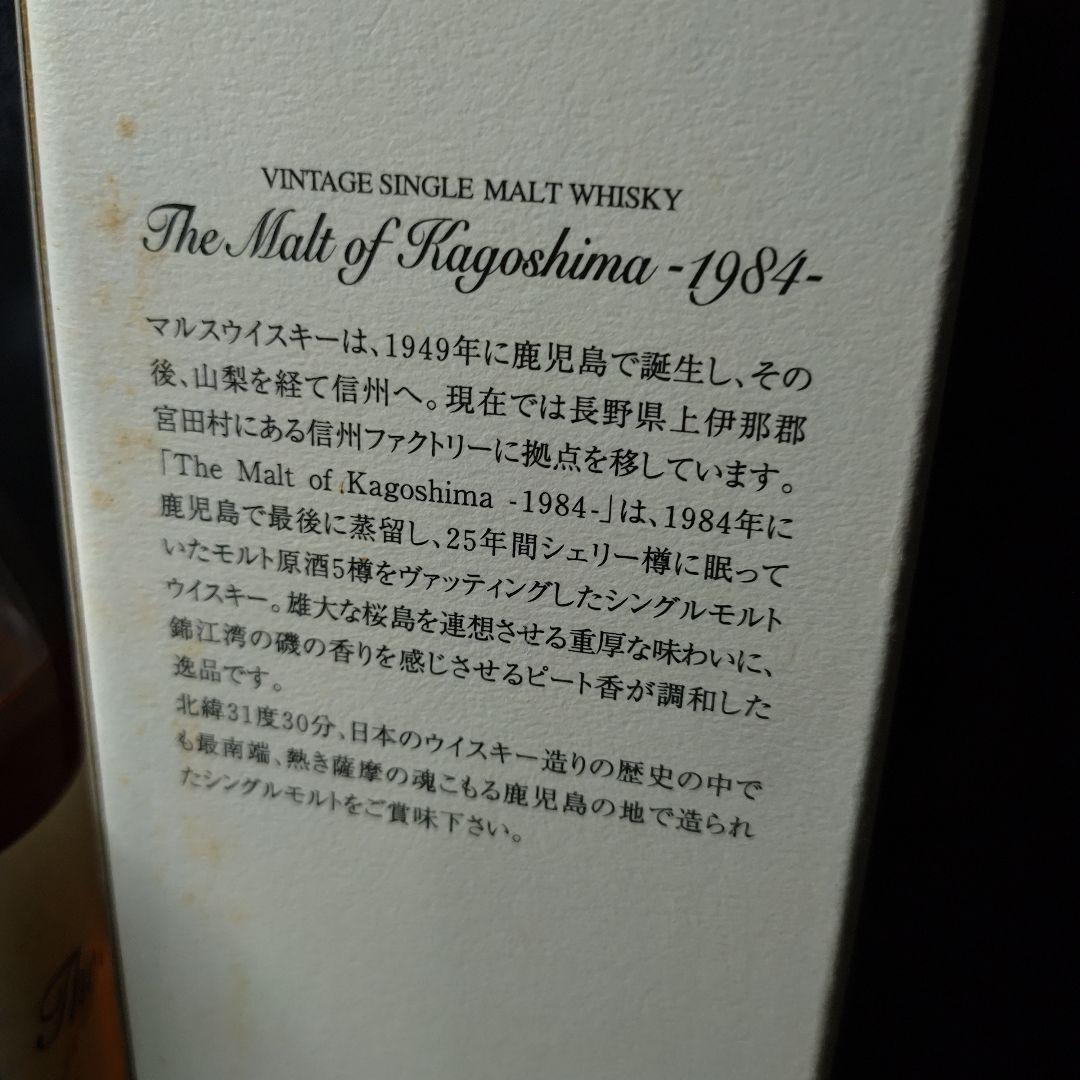 VINTAGE SINGLE MALT WHISKY
The Malt of Kagoshima -1984-
マルスウイスキーは、1949年に鹿児島で誕生し、その
後、山梨を経て信州へ。現在では長野県上伊那郡
宮田村にある信州ファクトリーに拠点を移しています。
「The Malt of Kagoshima -1984-」は、1984年に
鹿児島で最後に蒸留し、25年間シェリー樽に眠って
いたモルト原酒5樽をヴァッティングしたシングルモルト
ウイスキー。雄大な桜島を連想させる重厚な味わいに、
錦江湾の磯の香りを感じさせるピート香が調和した
逸品です。
北緯31度30分、日本のウイスキー造りの歴史の中で
も最南端、熱き薩摩の魂こもる鹿児島の地で造られ
たシングルモルトをご賞味下さい。
The